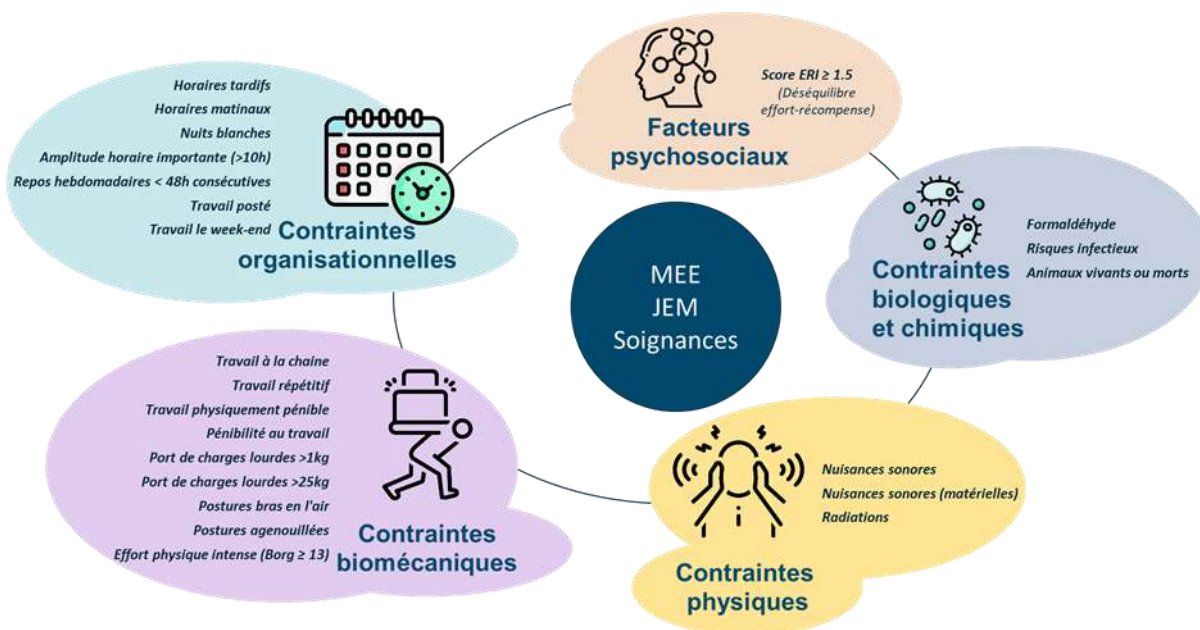 Horaires tardifs
Horaires matinaux
Nuits blanches
Amplitude horaire importante (>10h)
Repos hebdomadaires < 48h consécutives
Travail posté
Travail le week-end
Contraintes
organisationnelles
Score ERI ≥ 1.5
(Déséquilibre
effort-récompense)
Facteurs
psychosociaux
Formaldéhyde
Risques infectieux
Animaux vivants ou morts
Contraintes
biologiques
et chimiques
MEE
JEM
Soignances
Travail à la chaine
Travail répétitif
Travail physiquement pénible
Pénibilité au travail
Port de charges lourdes >1kg
Port de charges lourdes >25kg
Postures bras en l'air
Postures agenouillées
Effort physique intense (Borg ≥ 13)
Contraintes
biomécaniques
Nuisances sonores
Nuisances sonores (matérielles)
Radiations
Contraintes
physiques